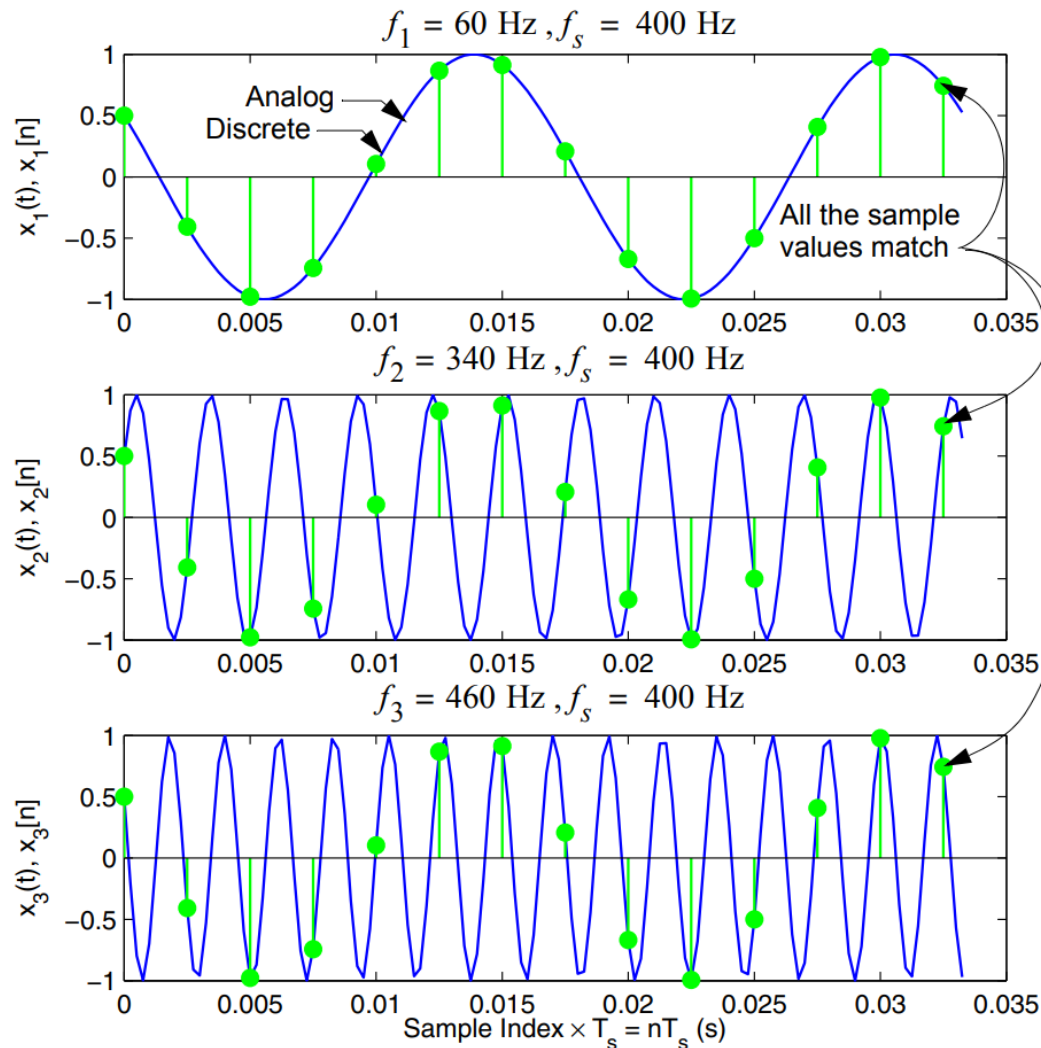 f₁ = 60 Hz , fₛ = 400 Hz
1
0.5
0
−0.5
−1
x₁(t), x₁[n]
Analog
Discrete
All the sample
values match
0 0.005 0.01 0.015 0.02 0.025 0.03 0.035
f₂ = 340 Hz , fₛ = 400 Hz
1
0.5
0
−0.5
−1
x₂(t), x₂[n]
0 0.005 0.01 0.015 0.02 0.025 0.03 0.035
f₃ = 460 Hz , fₛ = 400 Hz
1
0.5
0
−0.5
−1
x₃(t), x₃[n]
0 0.005 0.01 0.015 0.02 0.025 0.03 0.035
Sample Index × Tₛ = nTₛ (s)